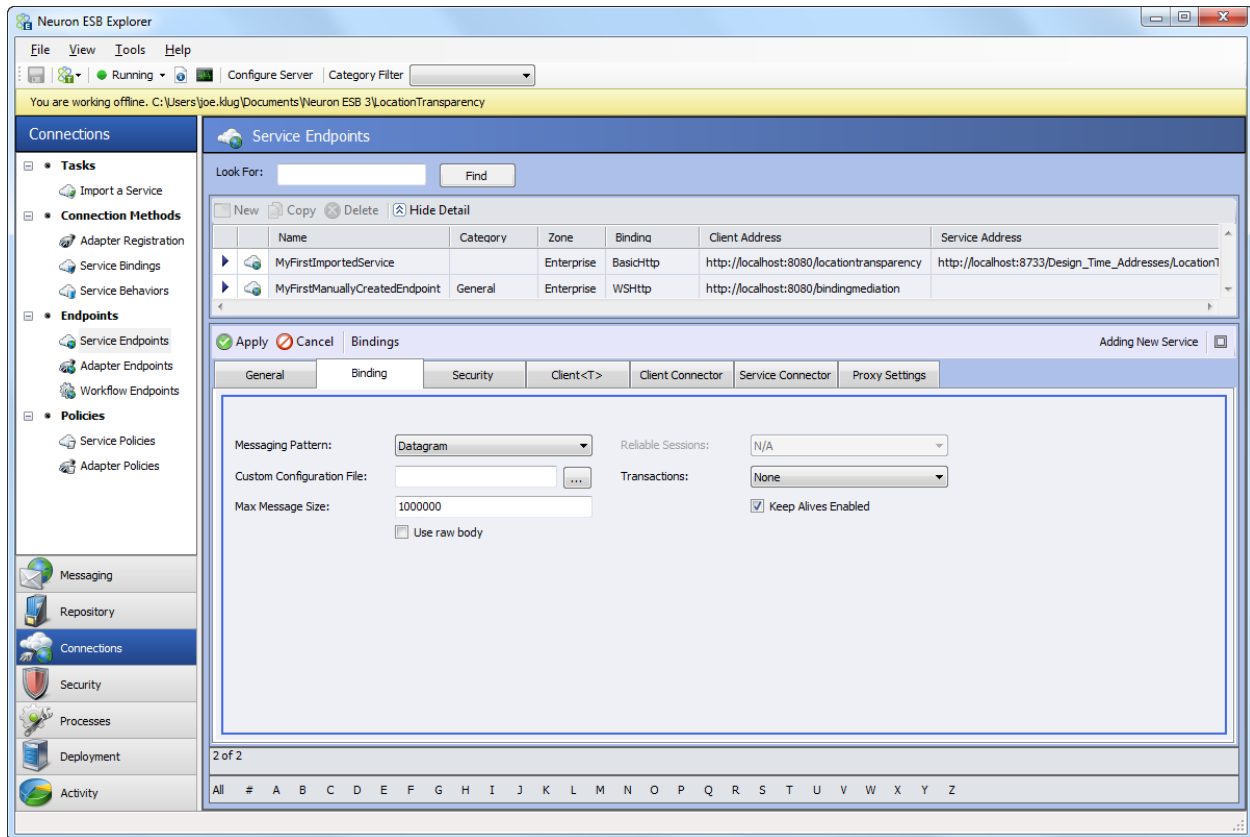 Neuron ESB Explorer
File View Tools Help
Running Configure Server Category Filter
You are working offline. C:\Users\joe.klug\Documents\Neuron ESB 3\LocationTransparency
Connections
Tasks
Import a Service
Connection Methods
Adapter Registration
Service Bindings
Service Behaviors
Endpoints
Service Endpoints
Adapter Endpoints
Workflow Endpoints
Policies
Service Policies
Adapter Policies
Messaging
Repository
Connections
Security
Processes
Deployment
Activity
Service Endpoints
Look For: Find
New Copy Delete Hide Detail
Name Category Zone Binding Client Address Service Address
MyFirstImportedService Enterprise BasicHttp http://localhost:8080/locationtransparency http://localhost:8733/Design_Time_Addresses/LocationT
MyFirstManuallyCreatedEndpoint General Enterprise WSHttp http://localhost:8080/bindingmediation
Apply Cancel Bindings Adding New Service
General Binding Security Client<T> Client Connector Service Connector Proxy Settings
Messaging Pattern: Datagram Reliable Sessions: N/A
Custom Configuration File: ... Transactions: None
Max Message Size: 1000000 Keep Alives Enabled
Use raw body
2 of 2
All # A B C D E F G H I J K L M N O P Q R S T U V W X Y Z